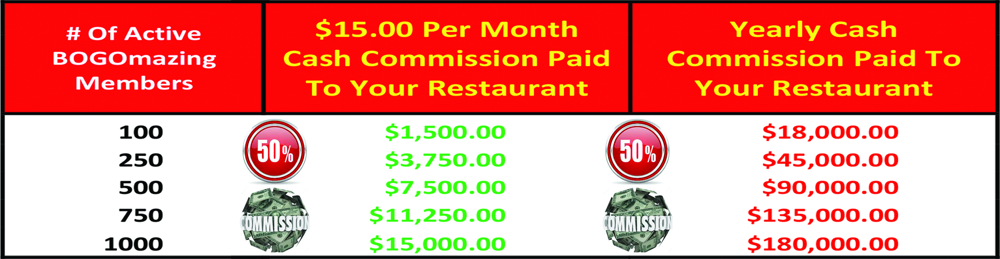 # Of Active
BOGOmazing
Members
$15.00 Per Month
Cash Commission Paid
To Your Restaurant
Yearly Cash
Commission Paid To
Your Restaurant
100 $1,500.00 $18,000.00
50% 50%
250 $3,750.00 $45,000.00
500 $7,500.00 $90,000.00
750 $11,250.00 $135,000.00
COMMISSION COMMISSION
1000 $15,000.00 $180,000.00